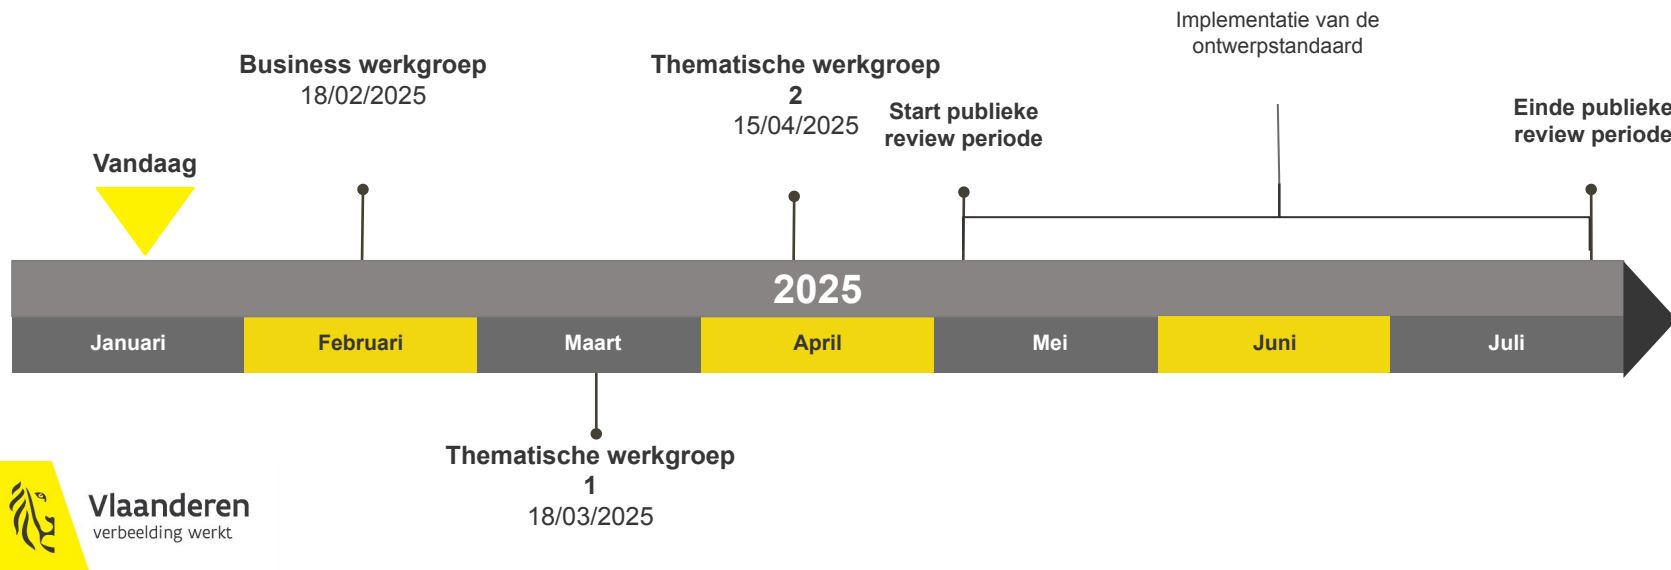 Implementatie van de
ontwerpstandaard
Business werkgroep
18/02/2025
Thematische werkgroep
2
15/04/2025
Start publieke
review periode
Einde publieke
review periode
Vandaag
2025
Januari
Februari
Maart
April
Mei
Juni
Juli
Thematische werkgroep
1
18/03/2025
Vlaanderen
verbeelding werkt